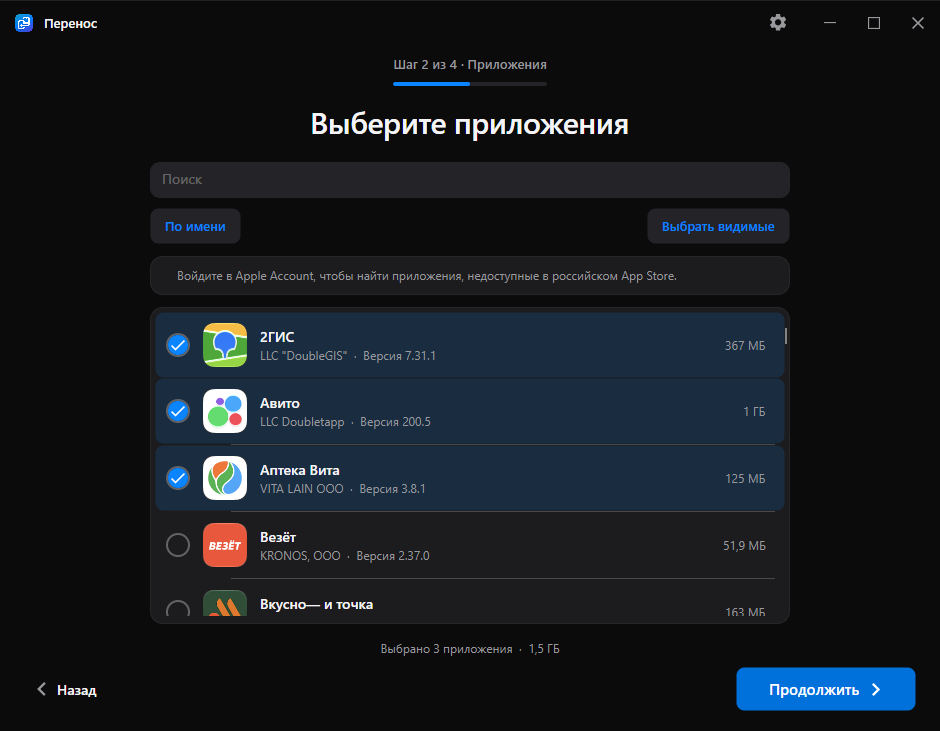 Перенос
Шаг 2 из 4 · Приложения
Выберите приложения
Поиск
По имени
Выбрать видимые
Войдите в Apple Account, чтобы найти приложения, недоступные в российском App Store.
2ГИС
LLC "DoubleGIS" · Версия 7.31.1
367 МБ
Авито
LLC Doubletapp · Версия 200.5
1 ГБ
Аптека Вита
VITA LAIN OOO · Версия 3.8.1
125 МБ
ВЕЗЁТ
Везёт
KRONOS, OOO · Версия 2.37.0
51,9 МБ
Вкусно— и точка
163 МБ
Выбрано 3 приложения · 1,5 ГБ
Назад
Продолжить